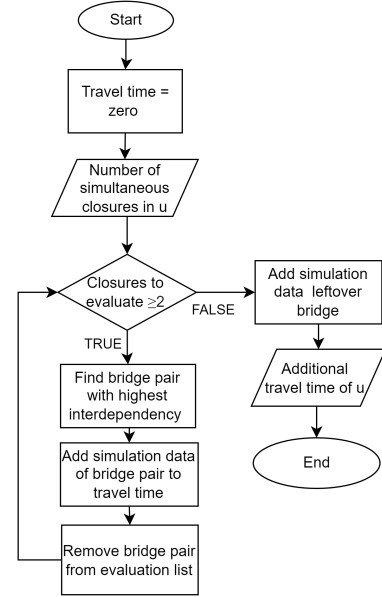 Start
Travel time =
zero
Number of
simultaneous
closures in u
Closures to
evaluate ≥2
FALSE
TRUE
Add simulation
data leftover
bridge
Find bridge pair
with highest
interdependency
Additional
travel time of u
Add simulation data
of bridge pair to
travel time
End
Remove bridge pair
from evaluation list